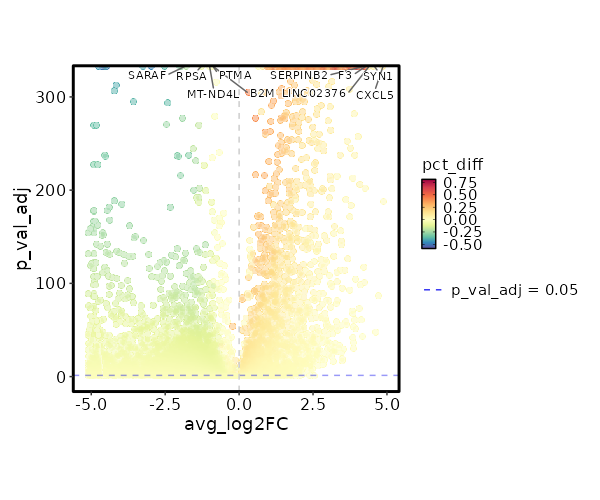 SARAF RPSA PTMA SERPINB2 F3 SYN1
MT-ND4L B2M LINC02376 CXCL5
300
200
100
0
p_val_adj
-5.0 -2.5 0.0 2.5 5.0
avg_log2FC
pct_diff
0.75
0.50
0.25
0.00
-0.25
-0.50
p_val_adj = 0.05